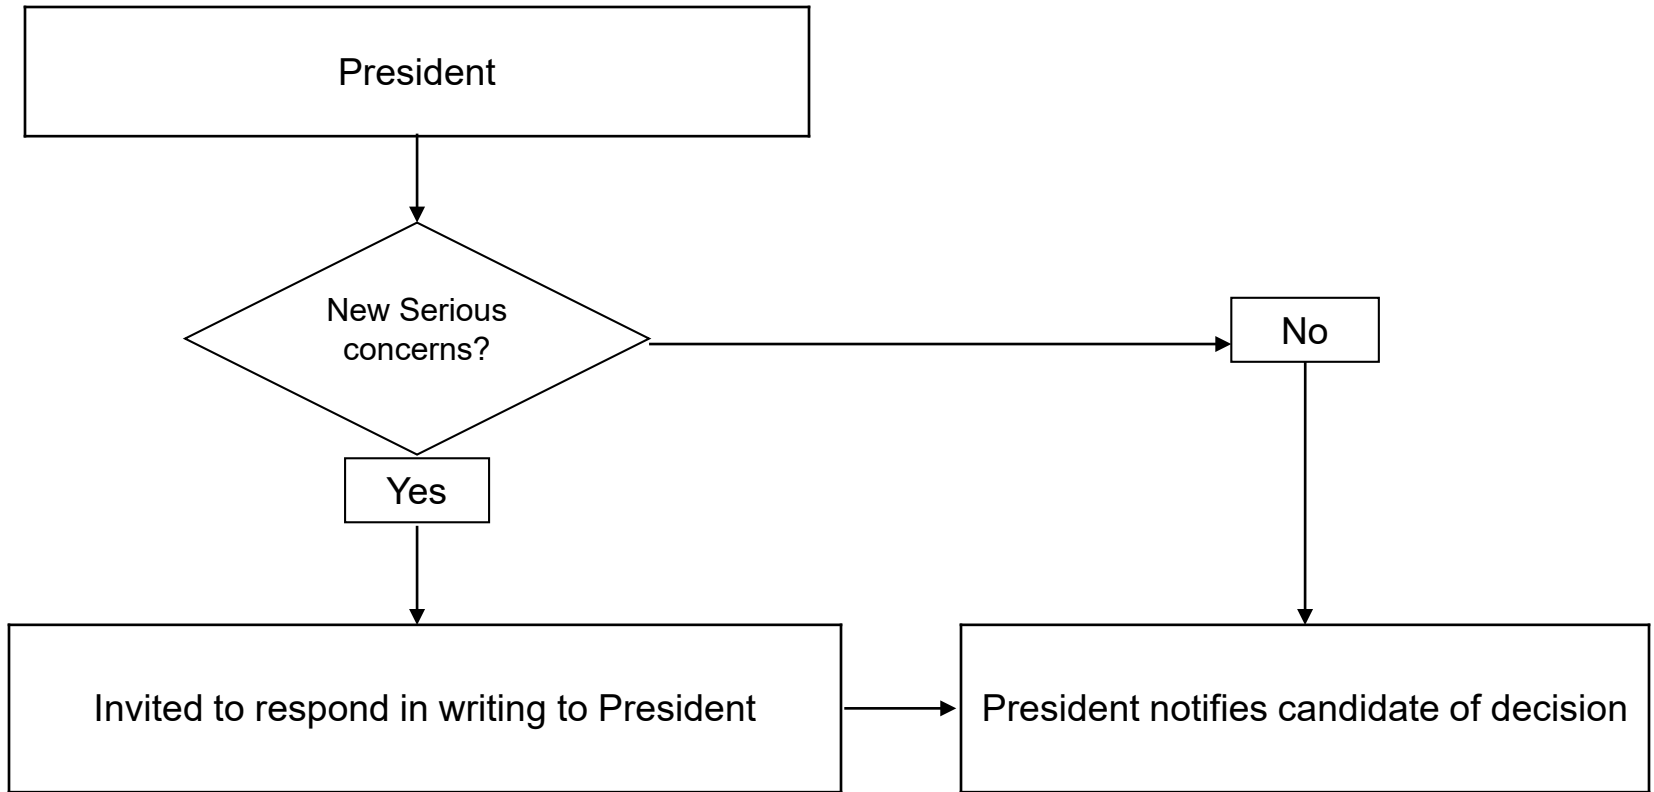 President
New Serious
concerns?
No
Yes
Invited to respond in writing to President
President notifies candidate of decision